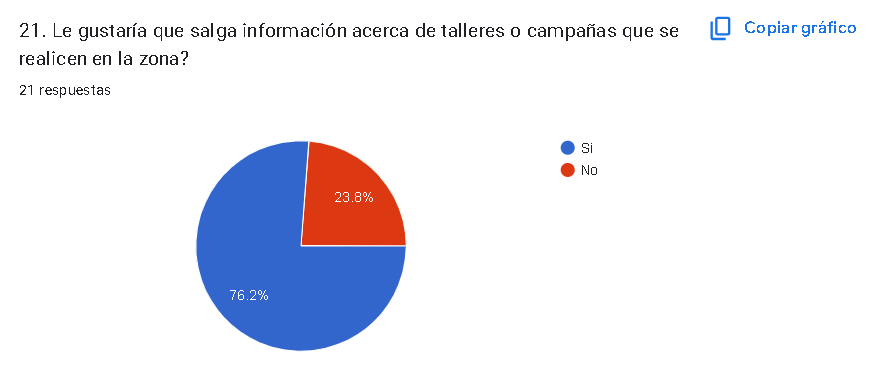 21. Le gustaría que salga información acerca de talleres o campañas que se
realicen en la zona?
Copiar gráfico
21 respuestas
Si
No
23.8%
76.2%